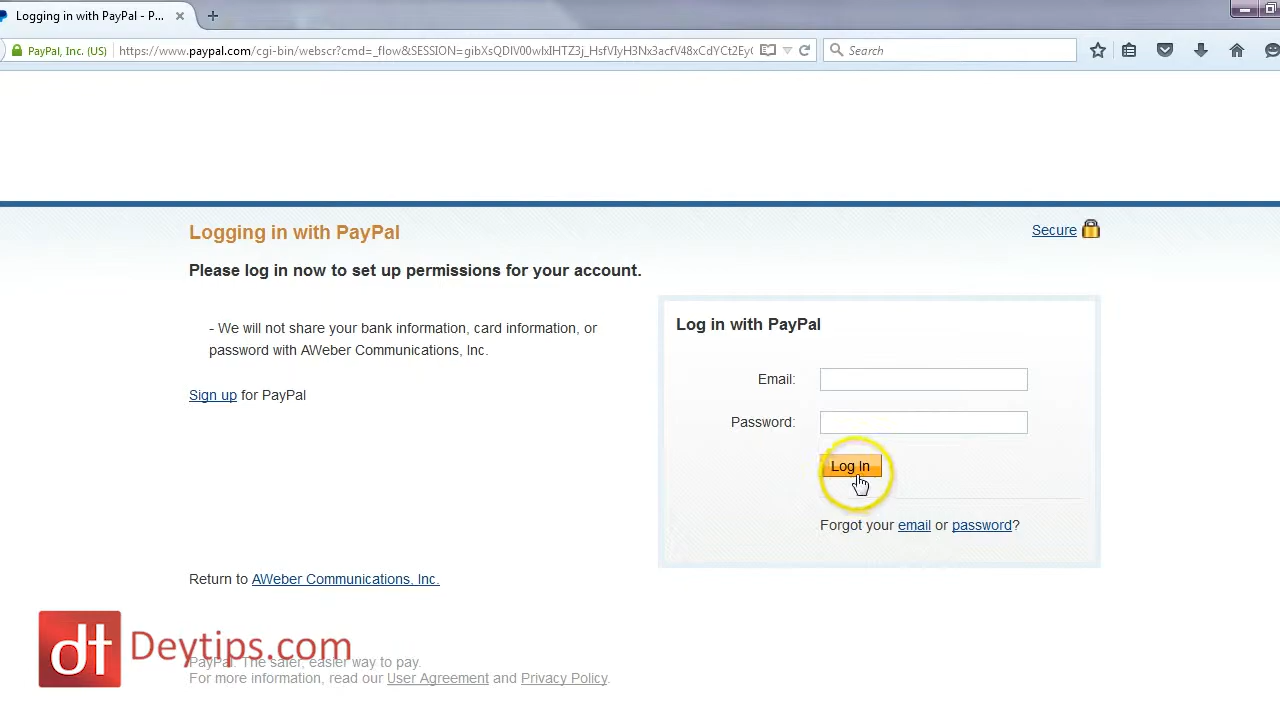 Logging in with PayPal - P...
PayPal, Inc. (US)
https://www.paypal.com/cgi-bin/webscr?cmd=_flow&SESSION=
Search
Logging in with PayPal
Secure
Please log in now to set up permissions for your account.
- We will not share your bank information, card information, or
password with AWeber Communications, Inc.
Sign up for PayPal
Log in with PayPal
Email:
Password:
Log In
Forgot your email or password?
Return to AWeber Communications, Inc.
dt Deytips.com
PayPal. The safer, easier way to pay.
For more information, read our User Agreement and Privacy Policy.